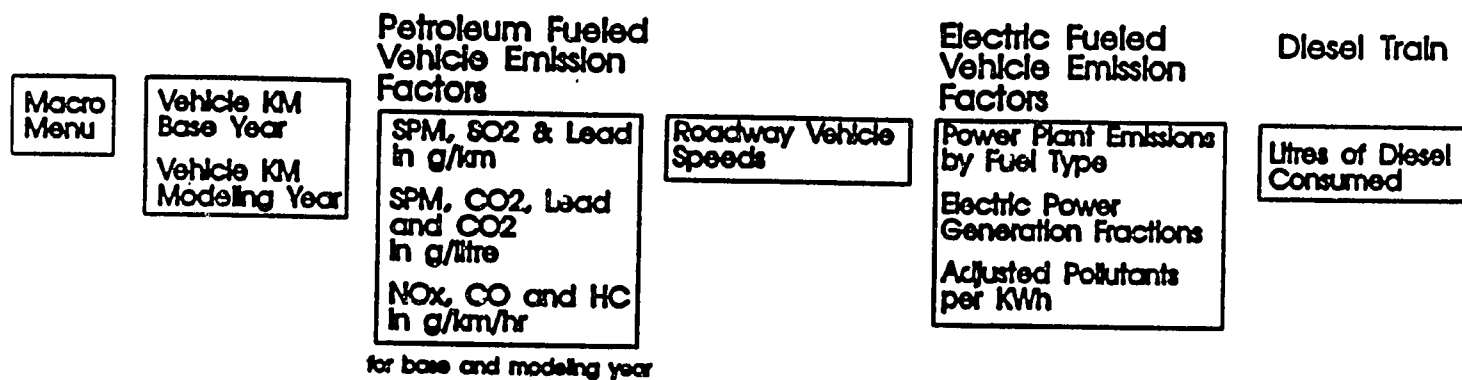 Macro
Menu
Vehicle KM
Base Year
Vehicle KM
Modeling Year
Petroleum Fueled
Vehicle Emission
Factors
SPM, SO2 & Lead
in g/km
SPM, CO2, Lead
and CO2
in g/litre
NOx, CO and HC
in g/km/hr
for base and modeling year
Roadway Vehicle
Speeds
Electric Fueled
Vehicle Emission
Factors
Power Plant Emissions
by Fuel Type
Electric Power
Generation Fractions
Adjusted Pollutants
per KWh
Diesel Train
Litres of Diesel
Consumed